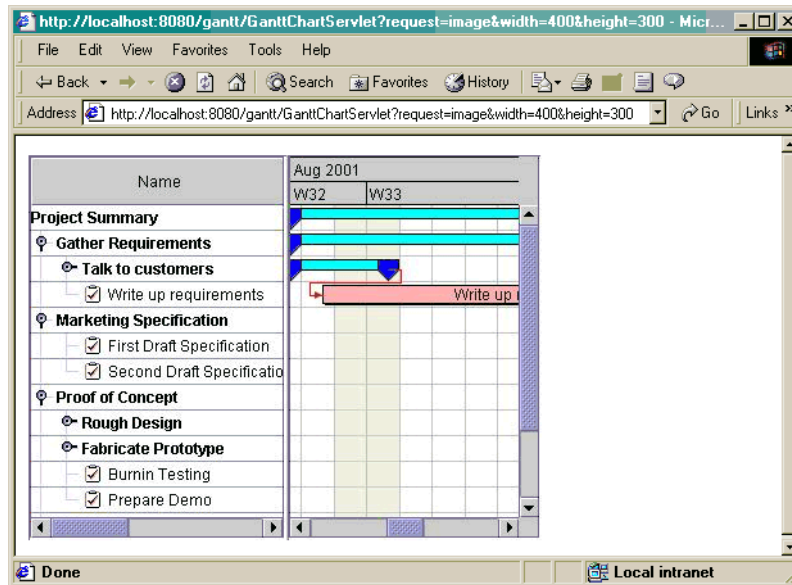 http://localhost:8080/gantt/GanttChartServlet?request=image&width=400&height=300 - Micr...
File Edit View Favorites Tools Help
Back Search Favorites History
Address http://localhost:8080/gantt/GanttChartServlet?request=image&width=400&height=300 Go Links »
Name
Aug 2001
W32 W33
Project Summary
Gather Requirements
Talk to customers
Write up requirements Write up r
Marketing Specification
First Draft Specification
Second Draft Specificatio
Proof of Concept
Rough Design
Fabricate Prototype
Burnin Testing
Prepare Demo
Done Local intranet